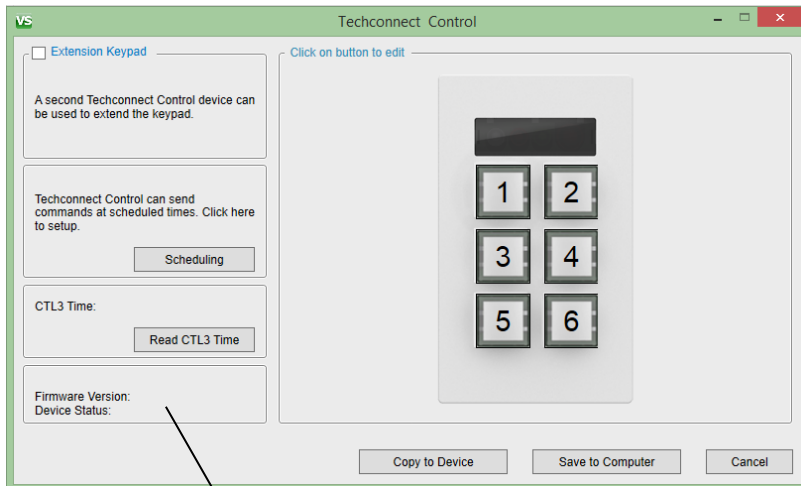 VS
Techconnect Control
Extension Keypad
A second Techconnect Control device can
be used to extend the keypad.
Techconnect Control can send
commands at scheduled times. Click here
to setup.
Scheduling
CTL3 Time:
Read CTL3 Time
Firmware Version:
Device Status:
Click on button to edit
1 2
3 4
5 6
Copy to Device Save to Computer Cancel